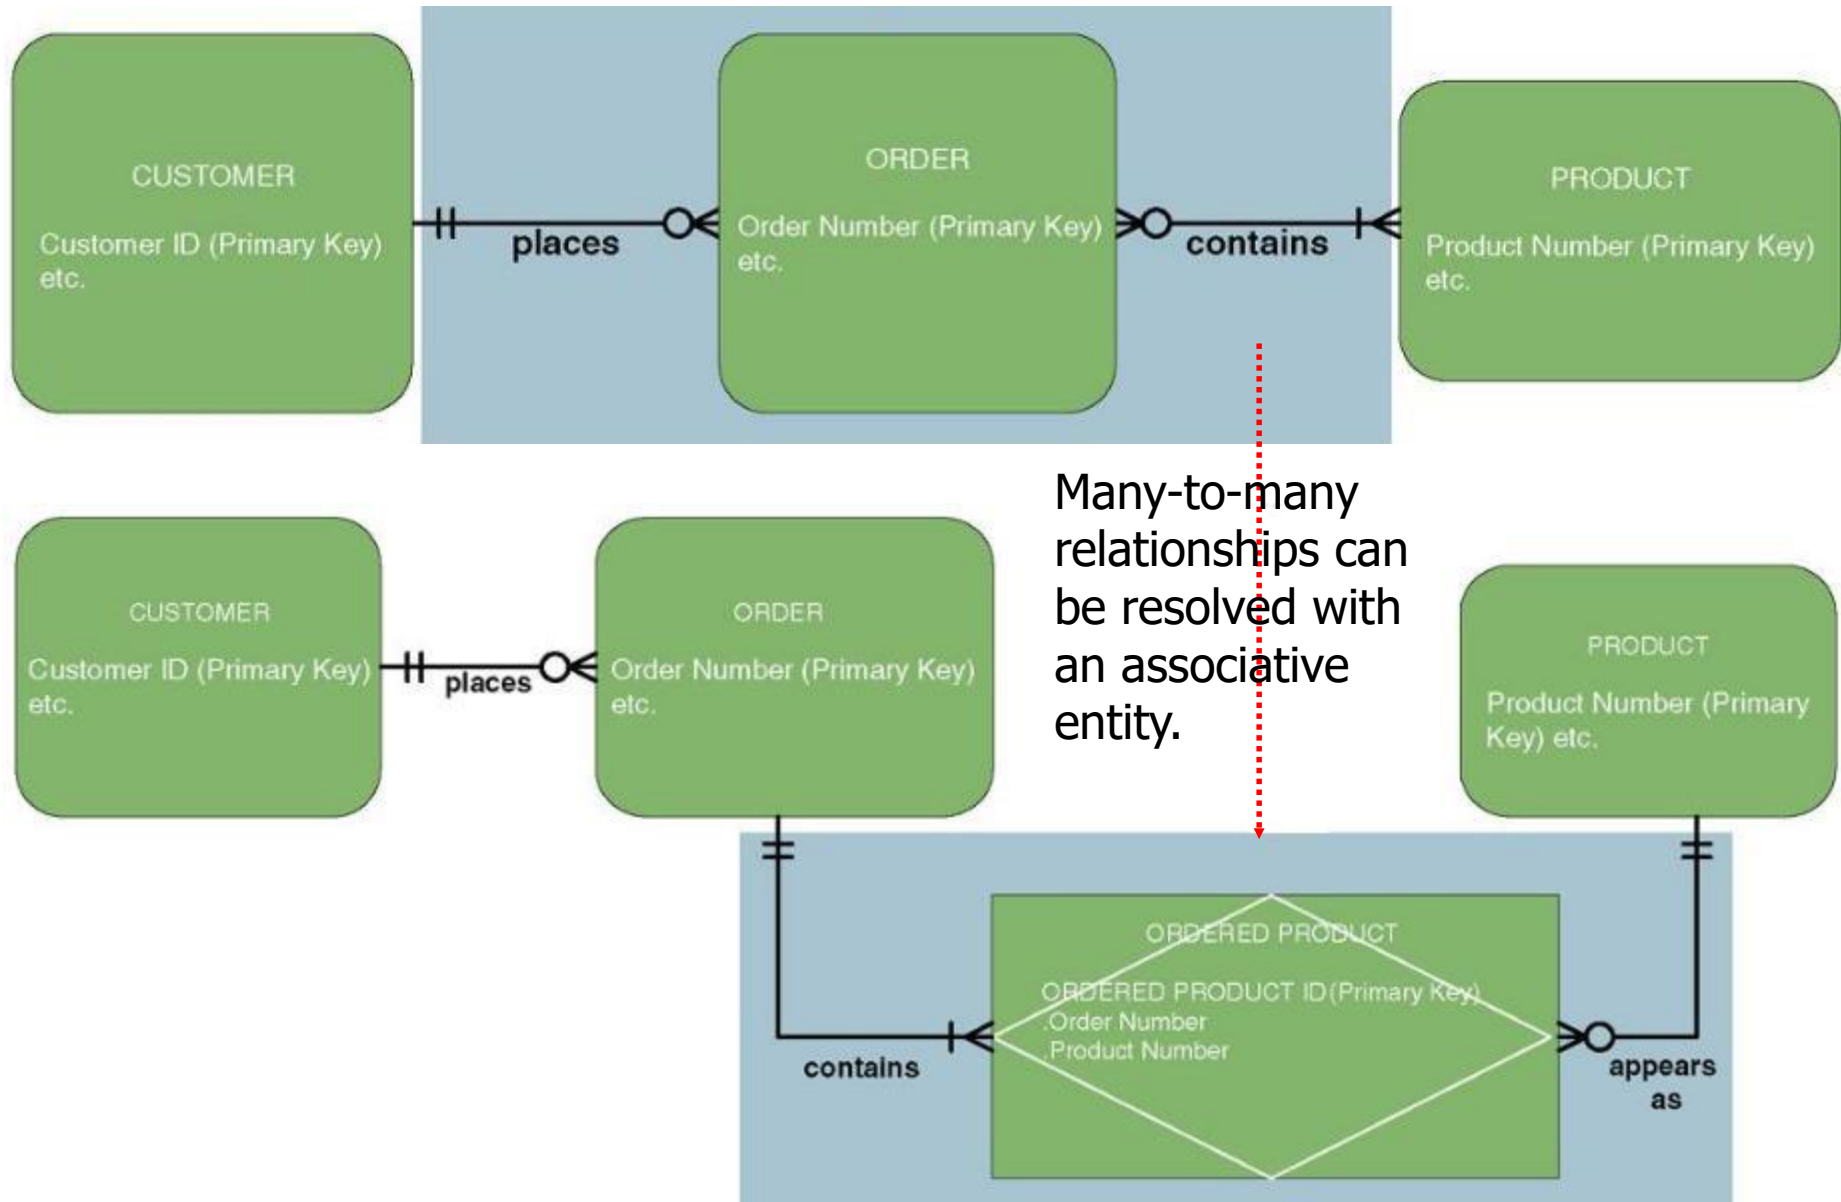 CUSTOMER
Customer ID (Primary Key)
etc.
places
ORDER
Order Number (Primary Key)
etc.
contains
PRODUCT
Product Number (Primary Key)
etc.
Many-to-many
relationships can
be resolved with
an associative
entity.
CUSTOMER
Customer ID (Primary Key)
etc.
places
ORDER
Order Number (Primary Key)
etc.
PRODUCT
Product Number (Primary
Key) etc.
contains
ORDERED PRODUCT
ORDERED PRODUCT ID(Primary Key)
.Order Number
.Product Number
appears
as